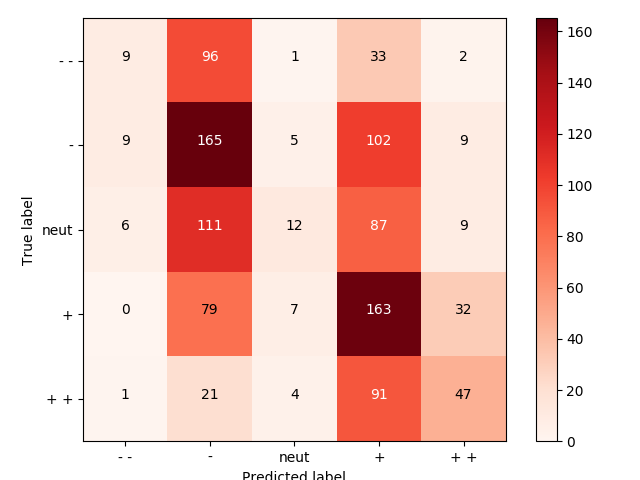 - - 9 96 1 33 2
- 9 165 5 102 9
neut 6 111 12 87 9
+ 0 79 7 163 32
+ + 1 21 4 91 47
- - - neut + + +
True label
Predicted label
160
140
120
100
80
60
40
20
0